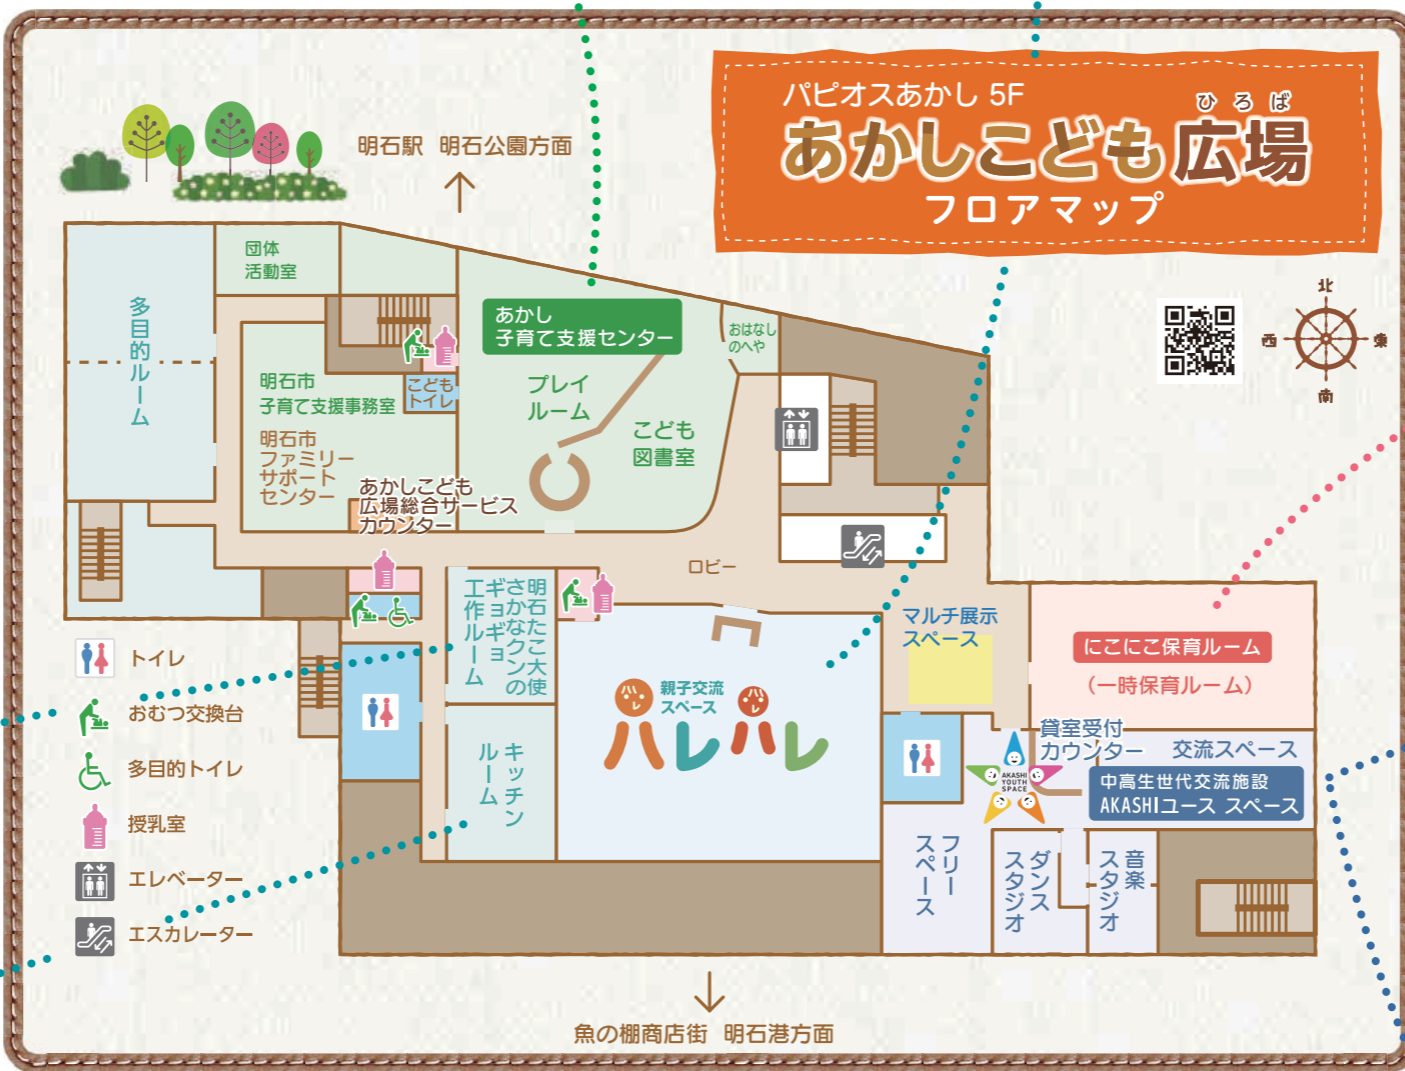 パピオスあかし 5F
ひろば
あかしこども広場
フロアマップ
明石駅 明石公園方面
北
西
東
南
団体
活動室
多目的ルーム
あかし
子育て支援センター
おはなし
のへや
プレイ
ルーム
こども
図書室
こども
トイレ
明石市
子育て支援事務室
明石市
ファミリー
サポート
センター
あかしこども
広場総合サービス
カウンター
ロビー
明石たこ大使
さかなクンの
ギョギョ
工作ルーム
キッチン
ルーム
親子交流
スペース
ハレハレ
マルチ展示
スペース
にこにこ保育ルーム
(一時保育ルーム)
貸室受付
カウンター
交流スペース
AKASHI
YOUTH
SPACE
中高生世代交流施設
AKASHIユース スペース
フリー
スペース
ダンス
スタジオ
音楽
スタジオ
トイレ
おむつ交換台
多目的トイレ
授乳室
エレベーター
エスカレーター
魚の棚商店街 明石港方面